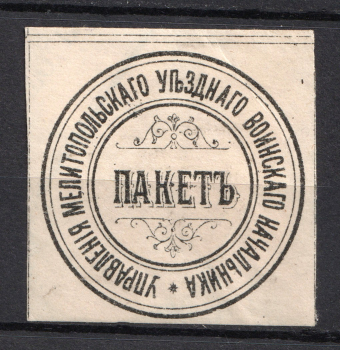 УПРАВЛЕНІЯ МЕЛИТОПОЛЬСКАГО УѢЗДНАГО ВОИНСКАГО НАЧАЛЬНИКА *
ПАКЕТЪ